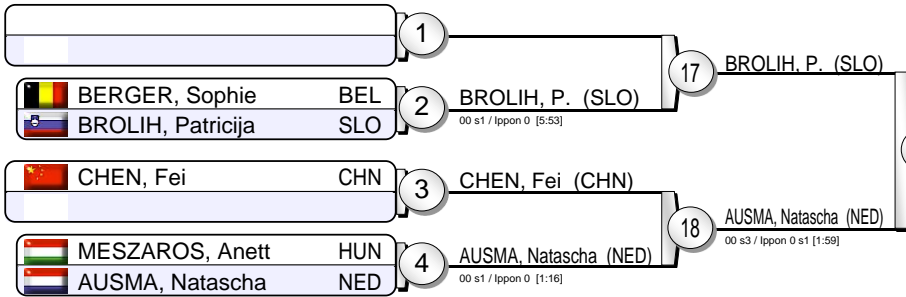 1
BERGER, Sophie BEL
BROLIH, Patricija SLO
2
CHEN, Fei CHN
3
MESZAROS, Anett HUN
AUSMA, Natascha NED
4
BROLIH, P. (SLO)
00 s1 / Ippon 0 [5:53]
CHEN, Fei (CHN)
AUSMA, Natascha (NED)
00 s1 / Ippon 0 [1:16]
17
18
BROLIH, P. (SLO)
AUSMA, Natascha (NED)
00 s3 / Ippon 0 s1 [1:59]